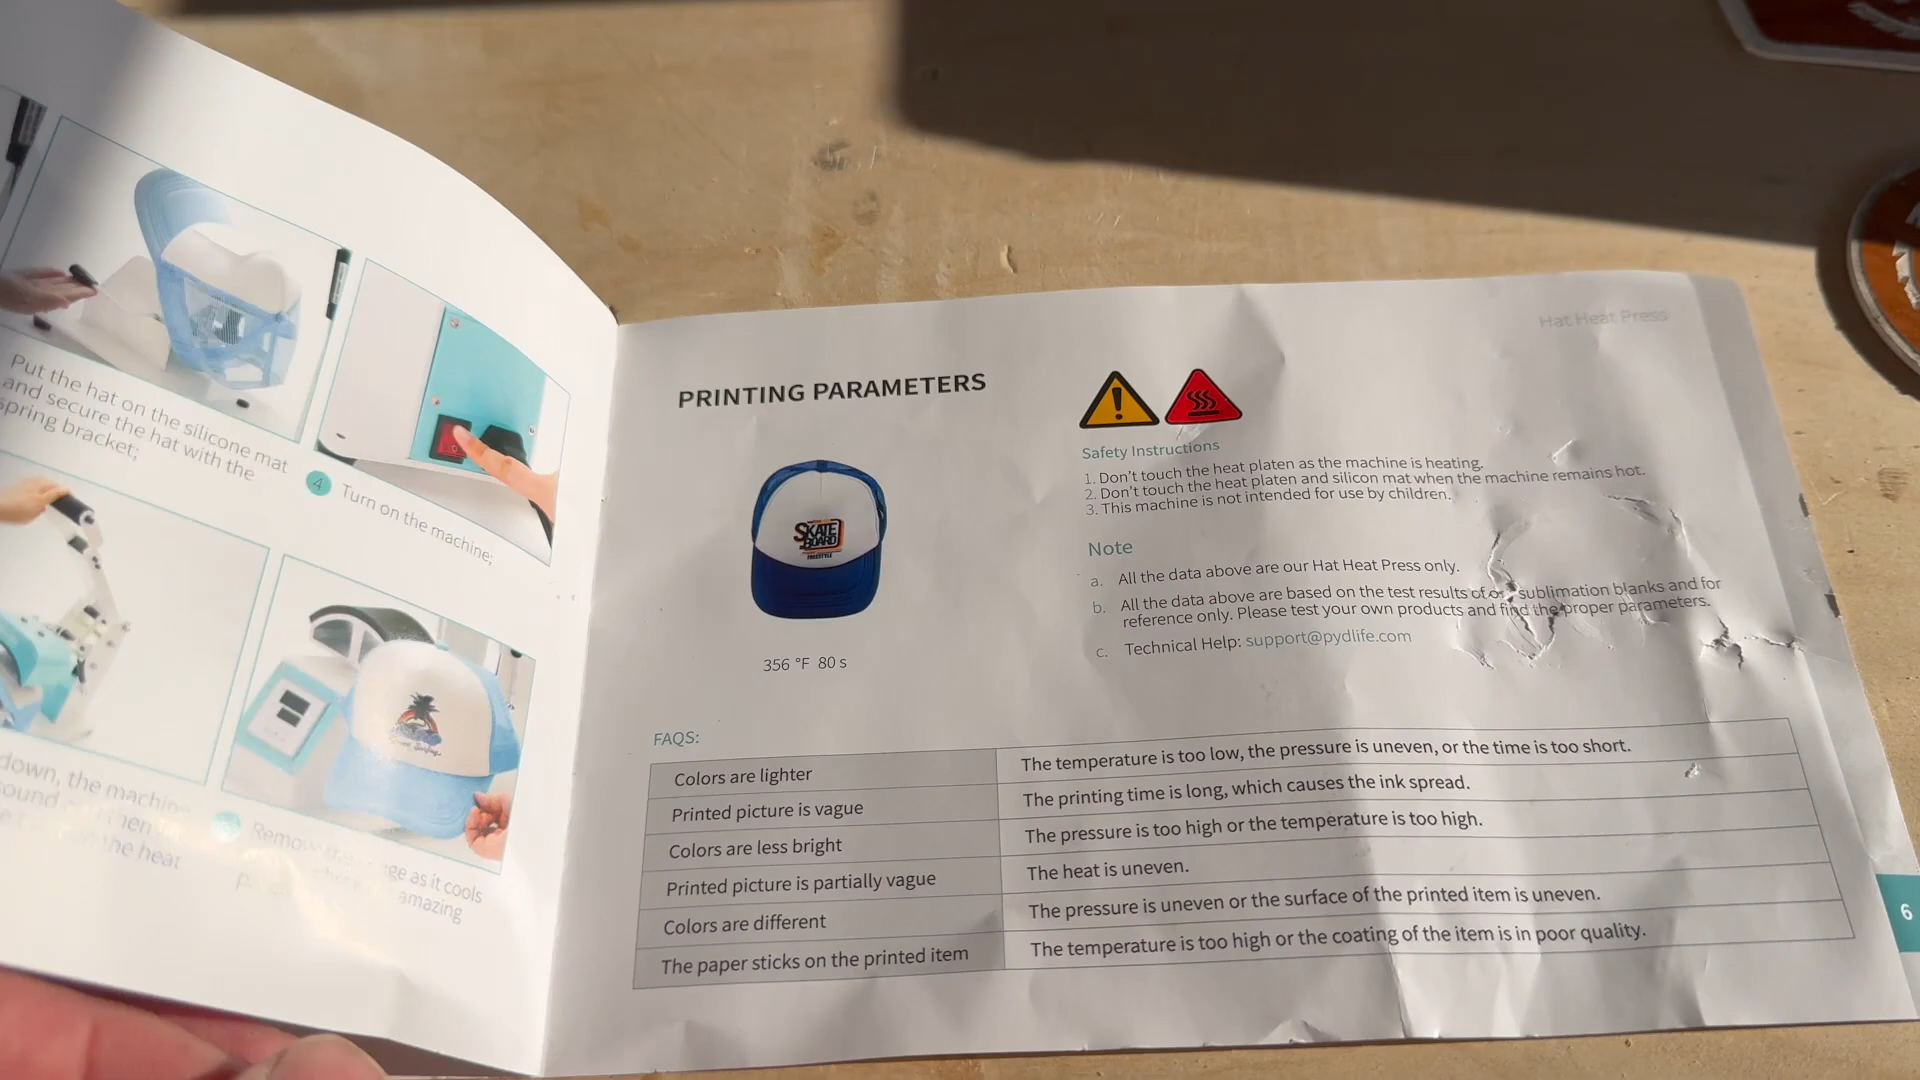 Put the hat on the silicone mat
and secure the hat with the
spring bracket;
4 Turn on the machine;
down, the machine
the heat
as it cools
amazing
Hat Heat Press
PRINTING PARAMETERS
SKATE
BOARD
FREESTYLE
356 °F 80 s
Safety Instructions
1. Don't touch the heat platen as the machine is heating.
2. Don't touch the heat platen and silicon mat when the machine remains hot.
3. This machine is not intended for use by children.
Note
a. All the data above are our Hat Heat Press only.
b. All the data above are based on the test results of sublimation blanks and for
reference only. Please test your own products and find the proper parameters.
c. Technical Help: support@pydlife.com
FAQS:
Colors are lighter The temperature is too low, the pressure is uneven, or the time is too short.
Printed picture is vague The printing time is long, which causes the ink spread.
Colors are less bright The pressure is too high or the temperature is too high.
Printed picture is partially vague The heat is uneven.
Colors are different The pressure is uneven or the surface of the printed item is uneven.
The paper sticks on the printed item The temperature is too high or the coating of the item is in poor quality.
6